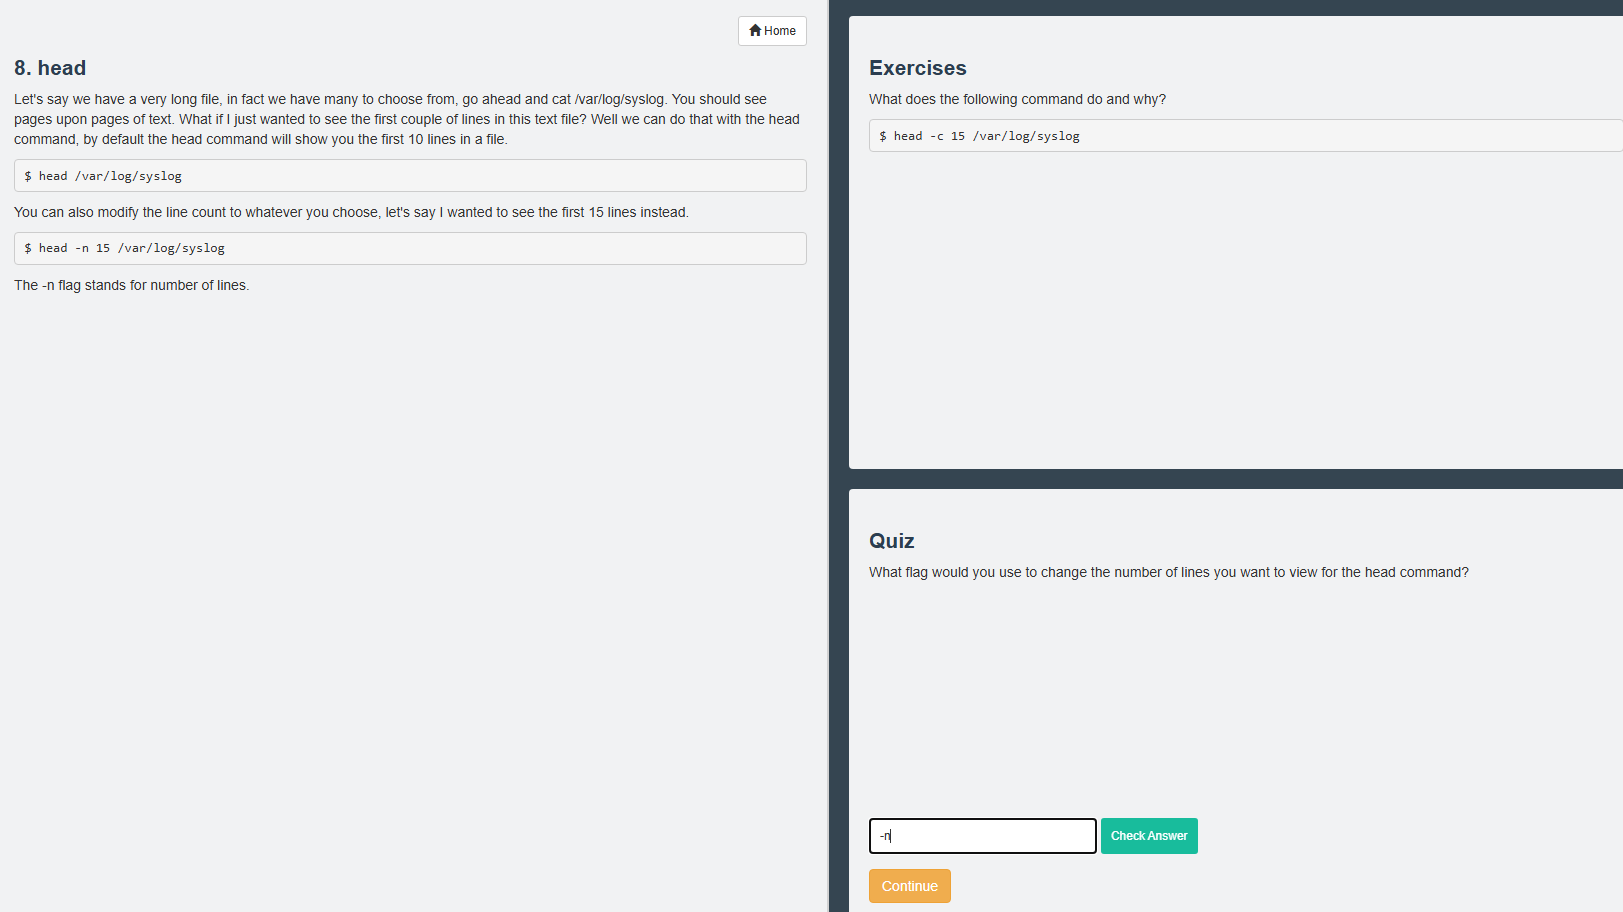 Home
8. head
Let's say we have a very long file, in fact we have many to choose from, go ahead and cat /var/log/syslog. You should see
pages upon pages of text. What if I just wanted to see the first couple of lines in this text file? Well we can do that with the head
command, by default the head command will show you the first 10 lines in a file.
$ head /var/log/syslog
You can also modify the line count to whatever you choose, let's say I wanted to see the first 15 lines instead.
$ head -n 15 /var/log/syslog
The -n flag stands for number of lines.
Exercises
What does the following command do and why?
$ head -c 15 /var/log/syslog
Quiz
What flag would you use to change the number of lines you want to view for the head command?
-n
Check Answer
Continue